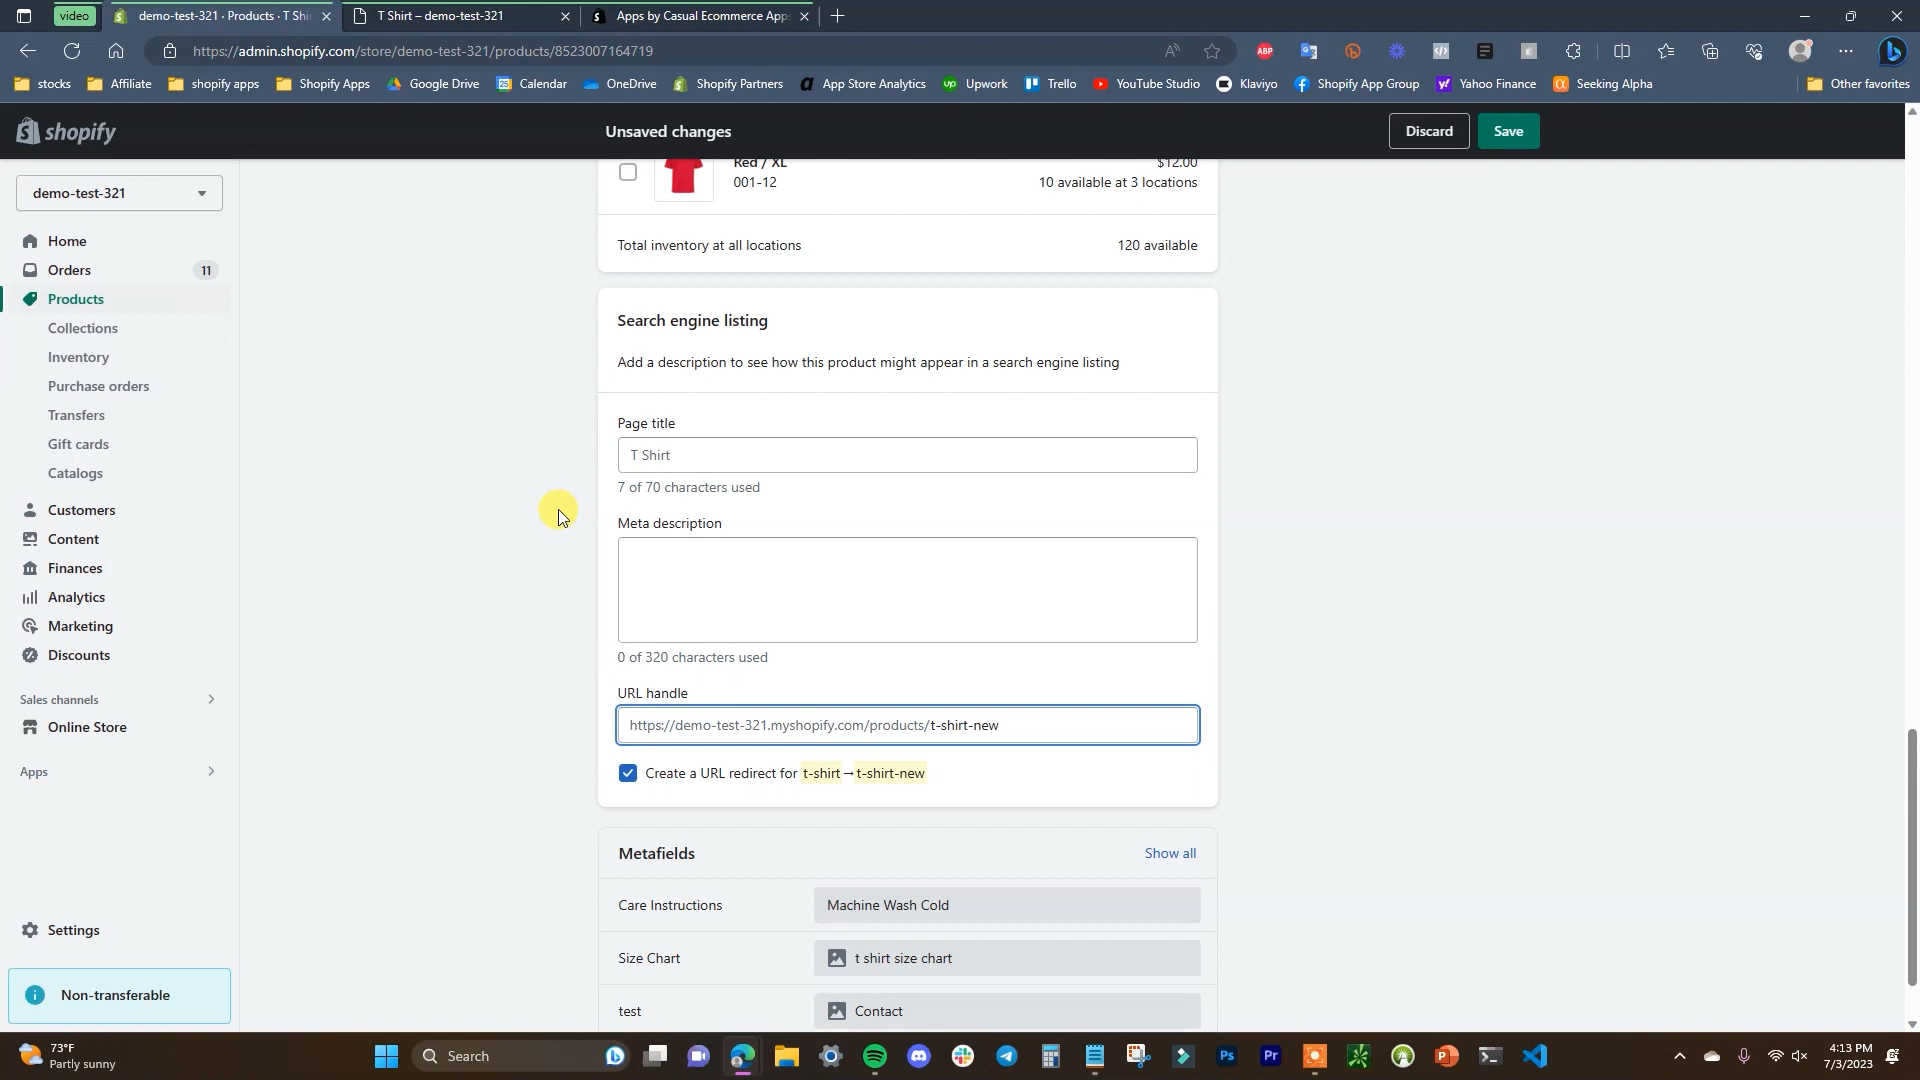 video
demo-test-321 · Products · T Shi
T Shirt – demo-test-321
Apps by Casual Ecommerce Apps
https://admin.shopify.com/store/demo-test-321/products/8523007164719
ABP
stocks
Affiliate
shopify apps
Shopify Apps
Google Drive
Calendar
OneDrive
Shopify Partners
App Store Analytics
Upwork
Trello
YouTube Studio
Klaviyo
Shopify App Group
Yahoo Finance
Seeking Alpha
Other favorites
shopify
Unsaved changes
Discard
Save
demo-test-321
Home
Orders
11
Products
Collections
Inventory
Purchase orders
Transfers
Gift cards
Catalogs
Customers
Content
Finances
Analytics
Marketing
Discounts
Sales channels
Online Store
Apps
Settings
Non-transferable
Red / XL
$12.00
001-12
10 available at 3 locations
Total inventory at all locations
120 available
Search engine listing
Add a description to see how this product might appear in a search engine listing
Page title
T Shirt
7 of 70 characters used
Meta description
0 of 320 characters used
URL handle
https://demo-test-321.myshopify.com/products/t-shirt-new
Create a URL redirect for t-shirt → t-shirt-new
Metafields
Show all
Care Instructions
Machine Wash Cold
Size Chart
t shirt size chart
test
Contact
73°F
Partly sunny
Search
Ps
Pr
4:13 PM
7/3/2023